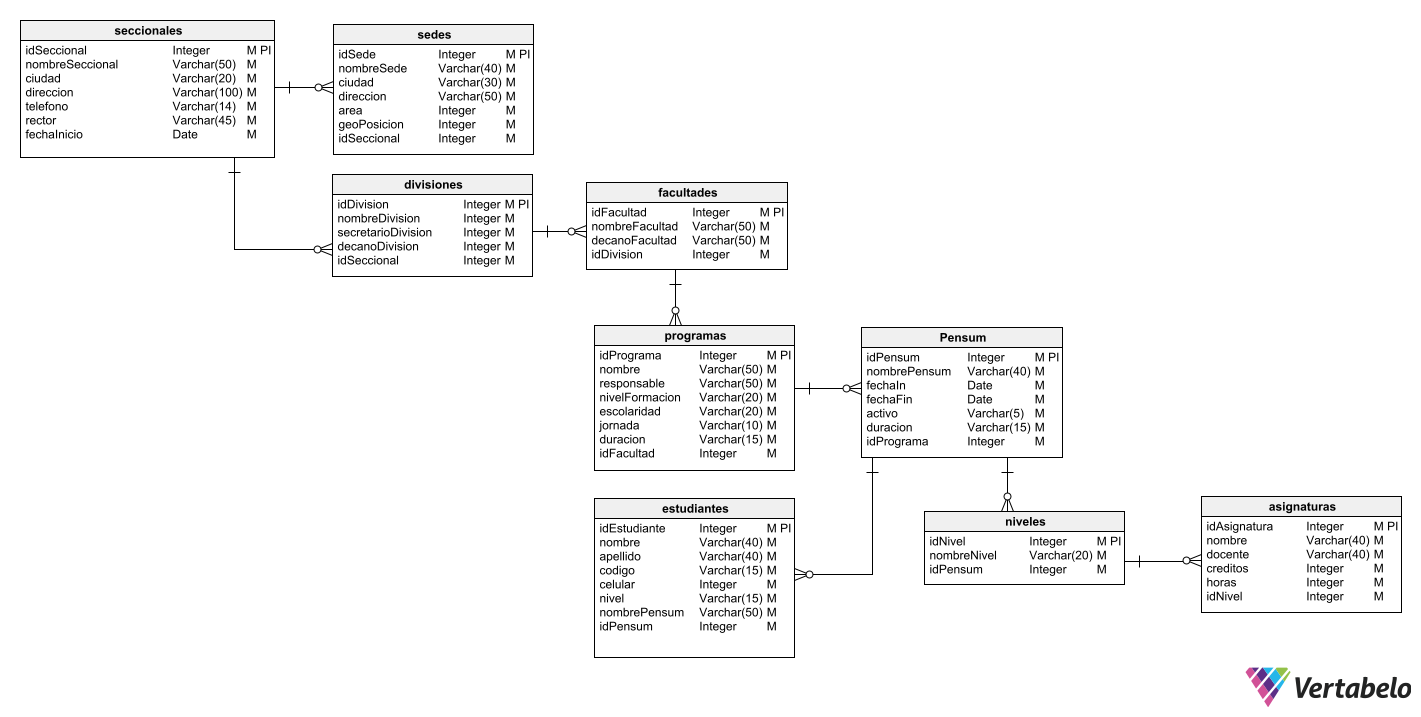 seccionales
idSeccional Integer M PI
nombreSeccional Varchar(50) M
ciudad Varchar(20) M
direccion Varchar(100) M
telefono Varchar(14) M
rector Varchar(45) M
fechaInicio Date M
sedes
idSede Integer M PI
nombreSede Varchar(40) M
ciudad Varchar(30) M
direccion Varchar(50) M
area Integer M
geoPosicion Integer M
idSeccional Integer M
divisiones
idDivision Integer M PI
nombreDivision Integer M
secretarioDivision Integer M
decanoDivision Integer M
idSeccional Integer M
facultades
idFacultad Integer M PI
nombreFacultad Varchar(50) M
decanoFacultad Varchar(50) M
idDivision Integer M
programas
idPrograma Integer M PI
nombre Varchar(50) M
responsable Varchar(50) M
nivelFormacion Varchar(20) M
escolaridad Varchar(20) M
jornada Varchar(10) M
duracion Varchar(15) M
idFacultad Integer M
Pensum
idPensum Integer M PI
nombrePensum Varchar(40) M
fechaIn Date M
fechaFin Date M
activo Varchar(5) M
duracion Varchar(15) M
idPrograma Integer M
estudiantes
idEstudiante Integer M PI
nombre Varchar(40) M
apellido Varchar(40) M
codigo Varchar(15) M
celular Integer M
nivel Varchar(15) M
nombrePensum Varchar(50) M
idPensum Integer M
niveles
idNivel Integer M PI
nombreNivel Varchar(20) M
idPensum Integer M
asignaturas
idAsignatura Integer M PI
nombre Varchar(40) M
docente Varchar(40) M
creditos Integer M
horas Integer M
idNivel Integer M
Vertabelo